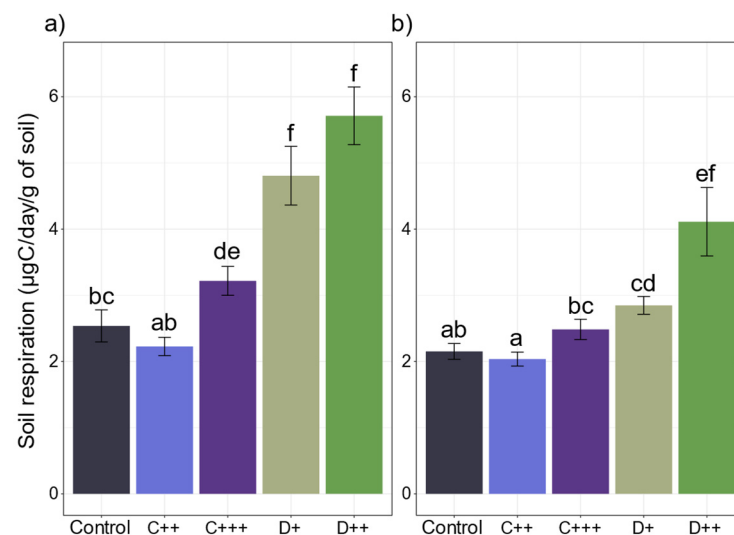 a)
b)
Soil respiration (µgC/day/g of soil)
6
4
2
0
bc
ab
de
f
f
Control C++ C+++ D+ D++
6
4
2
0
ab
a
bc
cd
ef
Control C++ C+++ D+ D++